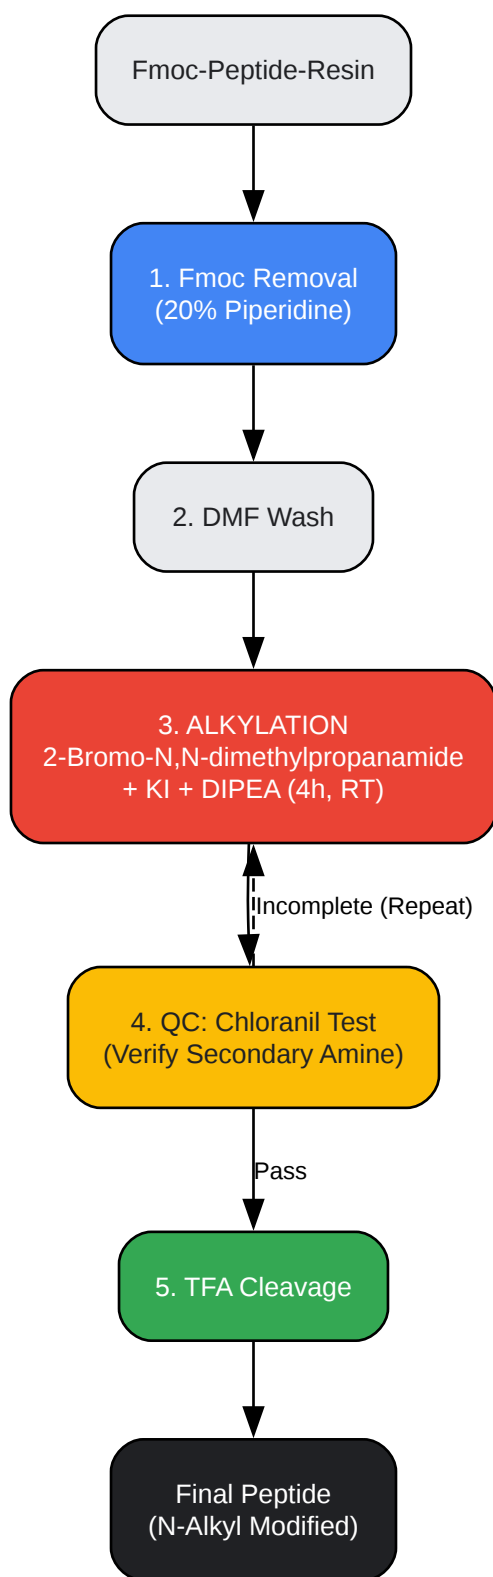 Fmoc-Peptide-Resin
1. Fmoc Removal
(20% Piperidine)
2. DMF Wash
3. ALKYLATION
2-Bromo-N,N-dimethylpropanamide
+ KI + DIPEA (4h, RT)
Incomplete (Repeat)
4. QC: Chloranil Test
(Verify Secondary Amine)
Pass
5. TFA Cleavage
Final Peptide
(N-Alkyl Modified)